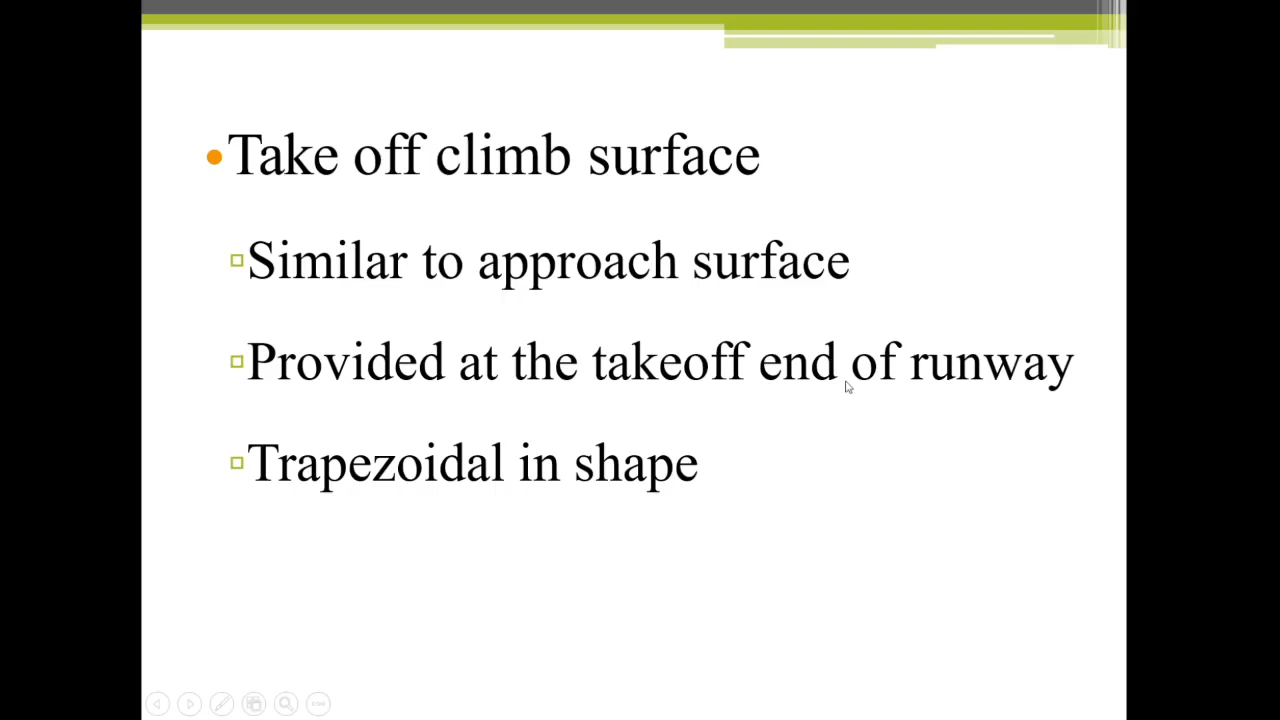 •Take off climb surface
▫Similar to approach surface
▫Provided at the takeoff end of runway
▫Trapezoidal in shape